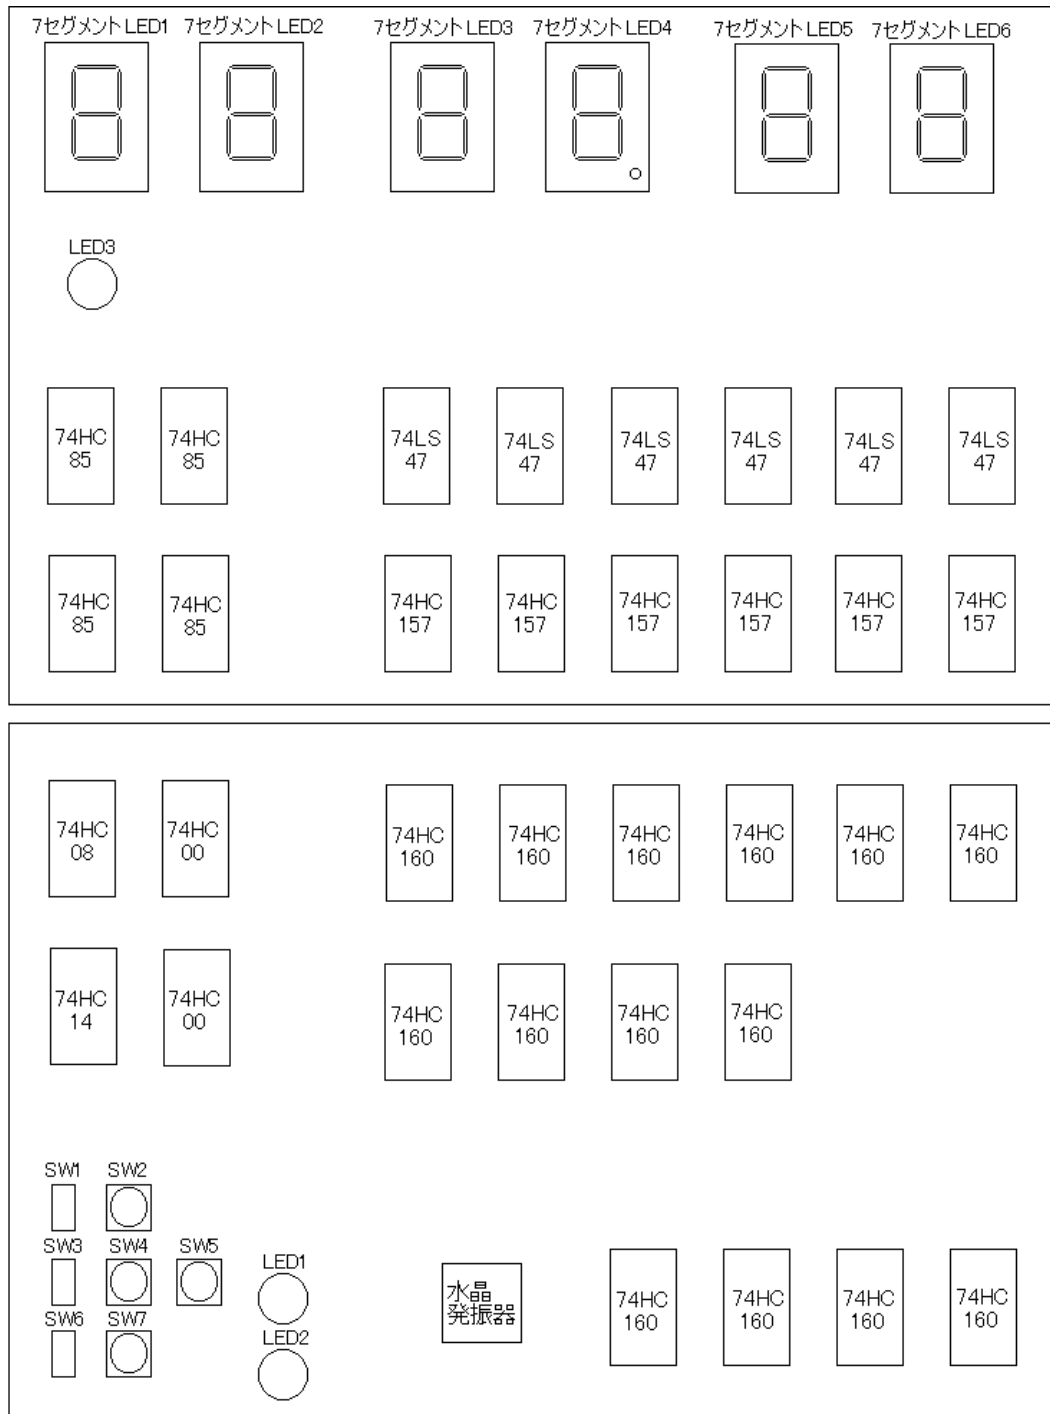 7セグメントLED1 7セグメントLED2 7セグメントLED3 7セグメントLED4 7セグメントLED5 7セグメントLED6
LED3
74HC 74HC 74LS 74LS 74LS 74LS 74LS 74LS
85 85 47 47 47 47 47 47
74HC 74HC 74HC 74HC 74HC 74HC 74HC 74HC
85 85 157 157 157 157 157 157
74HC 74HC 74HC 74HC 74HC 74HC 74HC 74HC
08 00 160 160 160 160 160 160
74HC 74HC 74HC 74HC 74HC 74HC
14 00 160 160 160 160
SW1 SW2
SW3 SW4 SW5
LED1
水晶 74HC 74HC 74HC 74HC
発振器 160 160 160 160
SW6 SW7
LED2